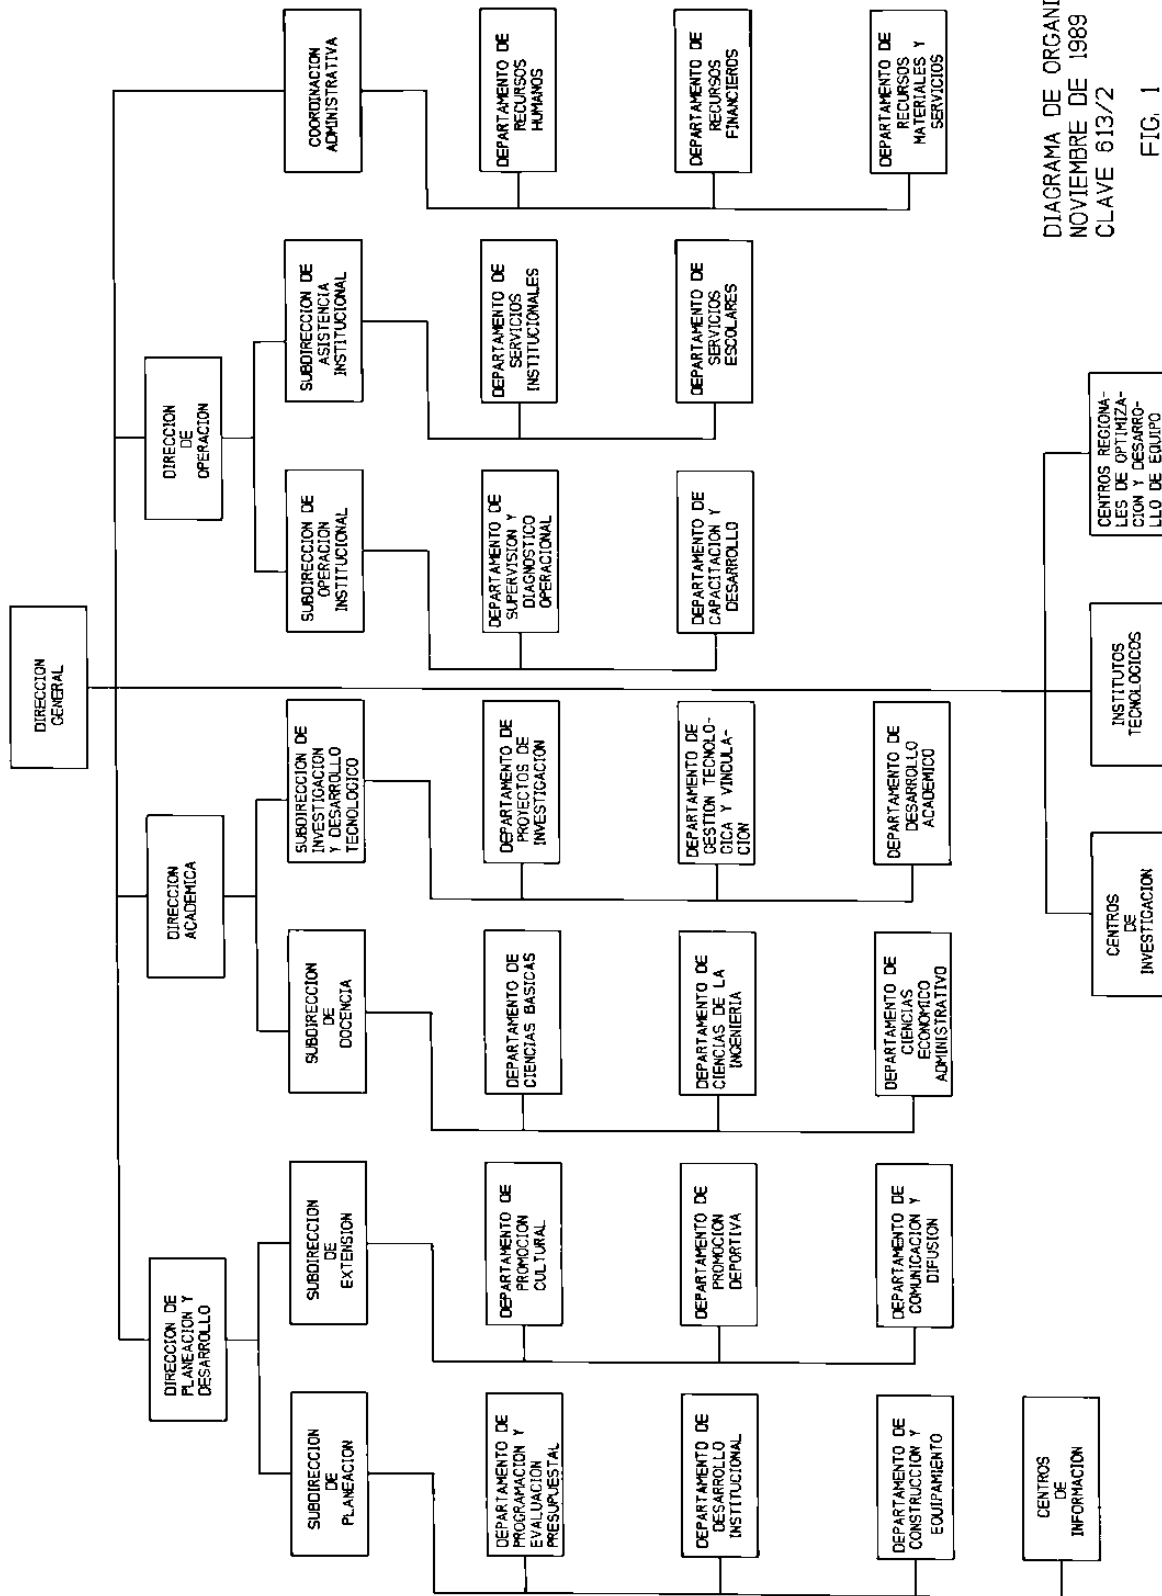 DIRECCION
GENERAL
DIRECCION DE
PLANEACION Y
DESARROLLO
DIRECCION
ACADEMICA
DIRECCION
DE
OPERACION
SUBDIRECCION
DE
PLANEACION
SUBDIRECCION
DE
EXTENSION
SUBDIRECCION
DE
DOCENCIA
SUBDIRECCION DE
INVESTIGACION
Y DESARROLLO
TECNOLOGICO
SUBDIRECCION DE
OPERACION
INSTITUCIONAL
SUBDIRECCION DE
ASISTENCIA
INSTITUCIONAL
COORDINACION
ADMINISTRATIVA
DEPARTAMENTO DE
PROGRAMACION Y
EVALUACION
PRESUPUESTAL
DEPARTAMENTO DE
PROMOCION
CULTURAL
DEPARTAMENTO DE
CIENCIAS BASICAS
DEPARTAMENTO DE
PROYECTOS DE
INVESTIGACION
DEPARTAMENTO DE
SUPERVISION Y
DIAGNOSTICO
OPERACIONAL
DEPARTAMENTO DE
SERVICIOS
INSTITUCIONALES
DEPARTAMENTO DE
RECURSOS
HUMANOS
DEPARTAMENTO DE
DESARROLLO
INSTITUCIONAL
DEPARTAMENTO DE
PROMOCION
DEPORTIVA
DEPARTAMENTO DE
CIENCIAS DE LA
INGENIERIA
DEPARTAMENTO DE
GESTION TECNOLO-
GICA Y VINCULA-
CION
DEPARTAMENTO DE
CAPACITACION Y
DESARROLLO
DEPARTAMENTO DE
SERVICIOS
ESCOLARES
DEPARTAMENTO DE
RECURSOS
FINANCIEROS
DEPARTAMENTO DE
CONSTRUCCION Y
EQUIPAMIENTO
DEPARTAMENTO DE
COMUNICACION Y
DIFUSION
DEPARTAMENTO DE
CIENCIAS
ECONOMICO
ADMINISTRATIVO
DEPARTAMENTO DE
DESARROLLO
ACADEMICO
DEPARTAMENTO DE
RECURSOS
MATERIALES Y
SERVICIOS
CENTROS
DE
INFORMACION
CENTROS
DE
INVESTIGACION
INSTITUTOS
TECNOLOGICOS
CENTROS REGIONA-
LES DE OPTIMIZA-
CION Y DESARRO-
LLO DE EQUIPO
DIAGRAMA DE ORGANI
NOVIEMBRE DE 1989
CLAVE 613/2
FIG. 1